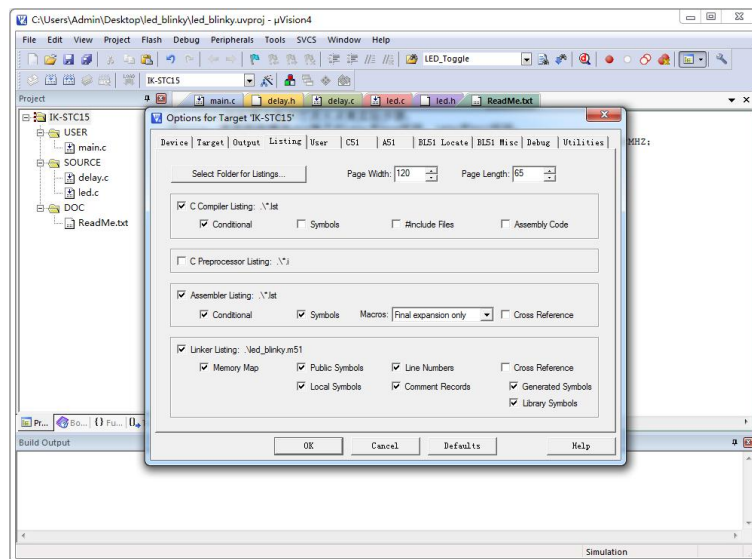 C:\Users\Admin\Desktop\led_blinky\led_blinky.uvproj - µVision4
File Edit View Project Flash Debug Peripherals Tools SVCS Window Help
LED_Toggle
IK-STC15
Project
main.c delay.h delay.c led.c led.h ReadMe.txt
IK-STC15
USER
main.c
SOURCE
delay.c
led.c
DOC
ReadMe.txt
MHZ;
Options for Target 'IK-STC15'
Device Target Output Listing User C51 A51 BL51 Locate BL51 Misc Debug Utilities
Select Folder for Listings... Page Width: 120 Page Length: 65
C Compiler Listing: .\*.lst
Conditional Symbols #include Files Assembly Code
C Preprocessor Listing: .\*.i
Assembler Listing: .\*.lst
Conditional Symbols Macros: Final expansion only Cross Reference
Linker Listing: .\led_blinky.m51
Memory Map Public Symbols Line Numbers Cross Reference
Local Symbols Comment Records Generated Symbols
Library Symbols
OK Cancel Defaults Help
Pr... Bo... {} Fu... 0
Build Output
Simulation